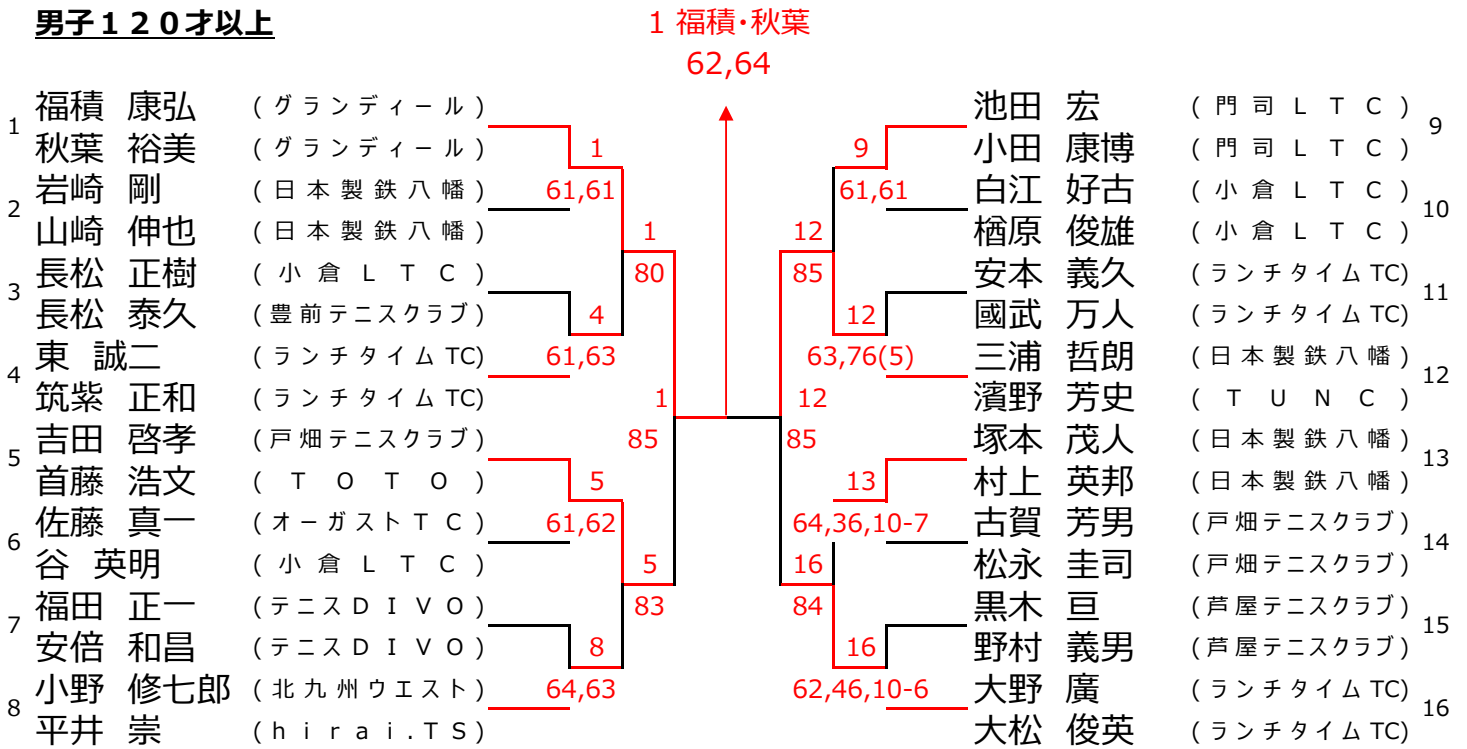 男子１２０才以上
1 福積・秋葉
62,64
1 福積 康弘 (グランディール)
秋葉 裕美 (グランディール)
2 岩崎 剛 (日本製鉄八幡)
山崎 伸也 (日本製鉄八幡)
3 長松 正樹 (小倉ＬＴＣ)
長松 泰久 (豊前テニスクラブ)
4 東 誠二 (ランチタイムTC)
筑紫 正和 (ランチタイムTC)
5 吉田 啓孝 (戸畑テニスクラブ)
首藤 浩文 (ＴＯＴＯ)
6 佐藤 真一 (オーガストＴＣ)
谷 英明 (小倉ＬＴＣ)
7 福田 正一 (テニスＤＩＶＯ)
安倍 和昌 (テニスＤＩＶＯ)
8 小野 修七郎 (北九州ウエスト)
平井 崇 (hirai.TS)
1
61,61
4
61,63
5
61,62
8
64,63
1
80
5
83
1
85
12
85
12
85
16
84
9
61,61
12
63,76(5)
13
64,36,10-7
16
62,46,10-6
池田 宏 (門司ＬＴＣ) 9
小田 康博 (門司ＬＴＣ)
白江 好古 (小倉ＬＴＣ) 10
楢原 俊雄 (小倉ＬＴＣ)
安本 義久 (ランチタイムTC) 11
國武 万人 (ランチタイムTC)
三浦 哲朗 (日本製鉄八幡) 12
濱野 芳史 (ＴＵＮＣ)
塚本 茂人 (日本製鉄八幡) 13
村上 英邦 (日本製鉄八幡)
古賀 芳男 (戸畑テニスクラブ) 14
松永 圭司 (戸畑テニスクラブ)
黒木 亘 (芦屋テニスクラブ) 15
野村 義男 (芦屋テニスクラブ)
大野 廣 (ランチタイムTC) 16
大松 俊英 (ランチタイムTC)